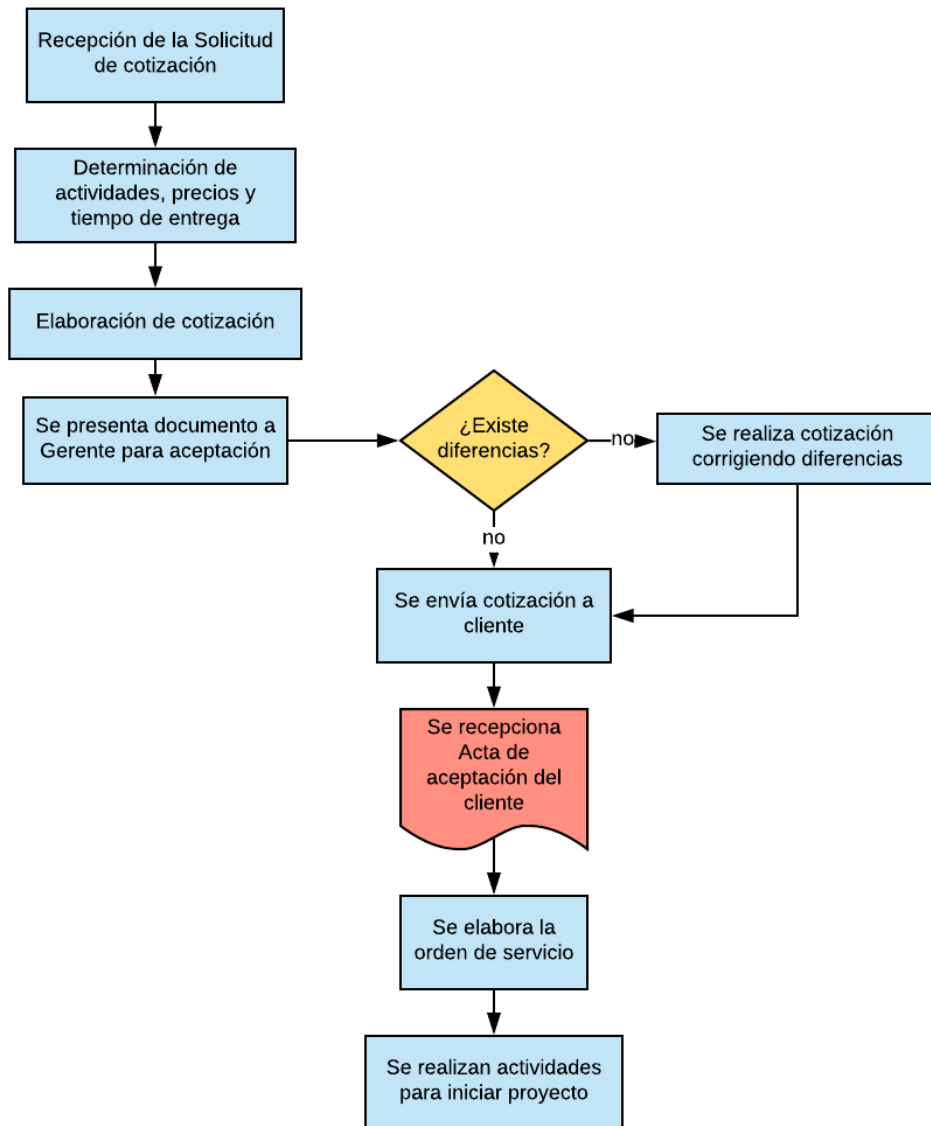 Recepción de la Solicitud
de cotización
Determinación de
actividades, precios y
tiempo de entrega
Elaboración de cotización
Se presenta documento a
Gerente para aceptación
¿Existe
diferencias?
no
Se realiza cotización
corrigiendo diferencias
no
Se envía cotización a
cliente
Se recepciona
Acta de
aceptación del
cliente
Se elabora la
orden de servicio
Se realizan actividades
para iniciar proyecto